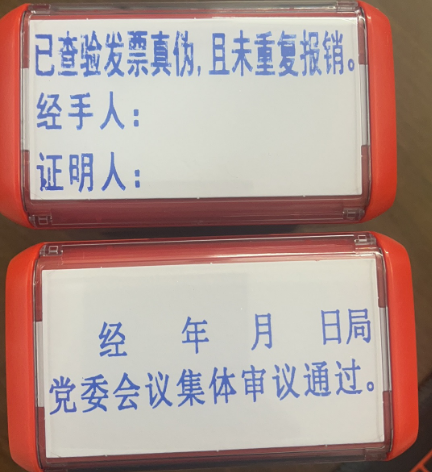 已查验发票真伪,且未重复报销。
经手人:
证明人:
经 年 月 日局
党委会议集体审议通过。